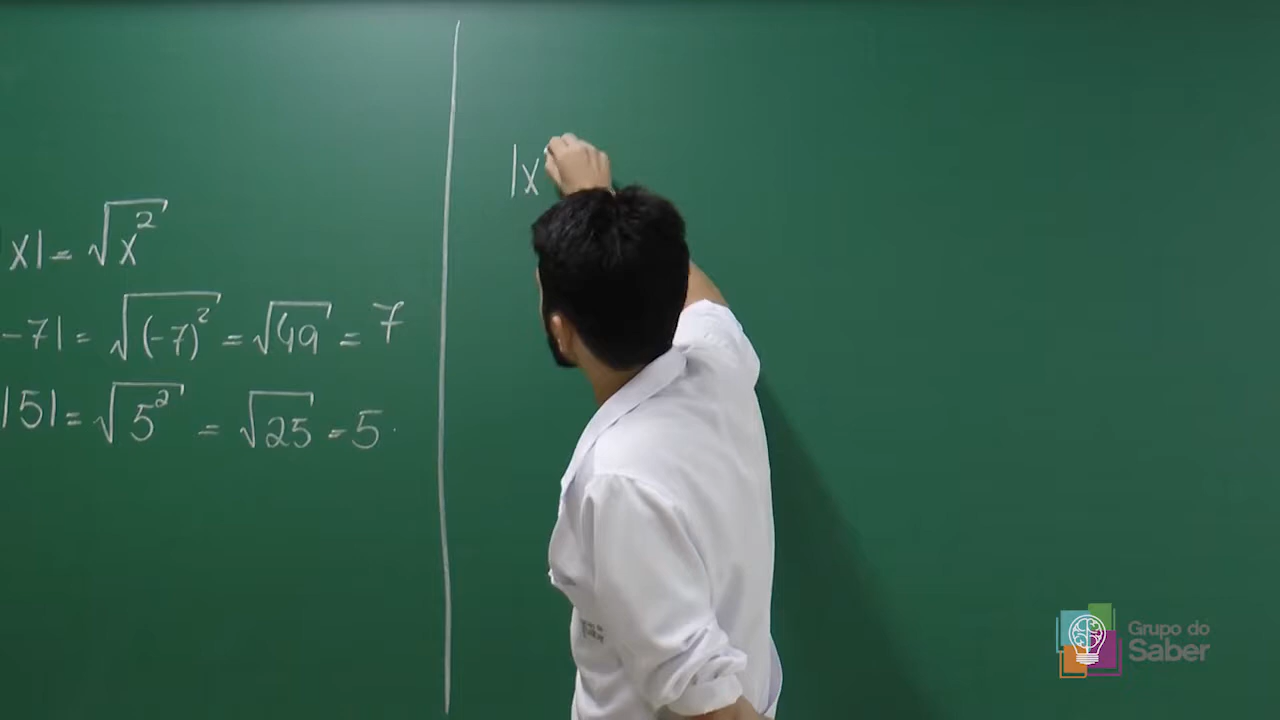 x| = √x²
-7| = √(-7)² = √49 = 7
|5| = √5² = √25 = 5.
|x
Grupo do
Saber